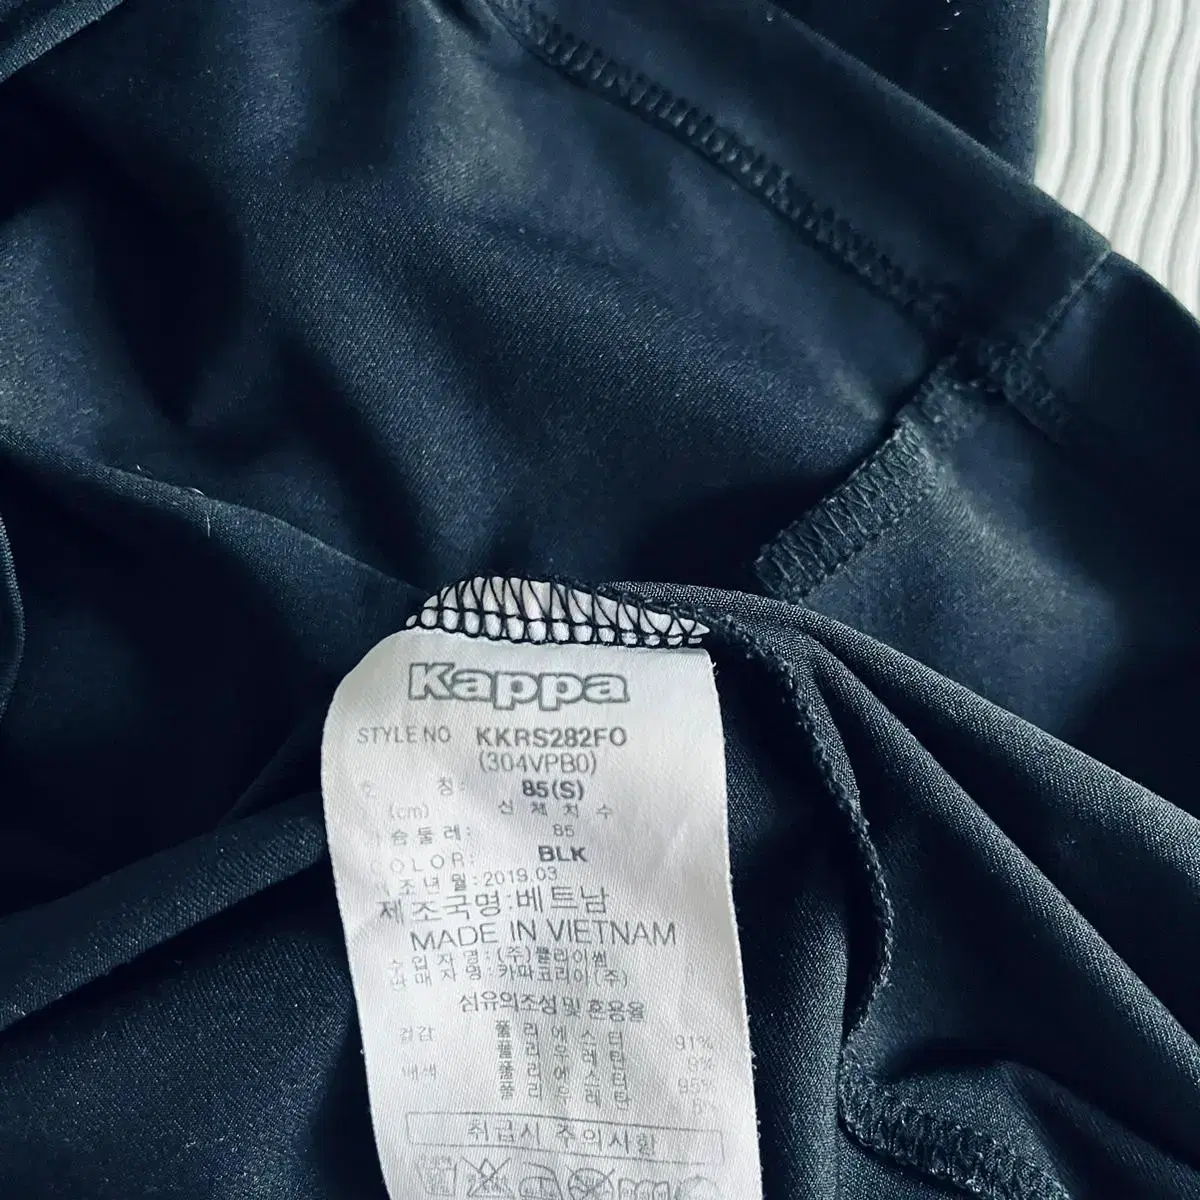 Kappa
STYLE NO KKRS282FO
(304VPB0)
호 칭: 85(S)
(cm) 신체치수
가슴둘레: 85
COLOR: BLK
제조년월:2019.03
제조국명:베트남
MADE IN VIETNAM
수입자명:(주)클리이썸
판매자명:카파코리아(주)
섬유의조성및 혼용율
겉감 폴리에스터 91%
폴리우레탄 9%
배색 폴리에스터 95%
폴리우레탄 5%
취급시 주의사항